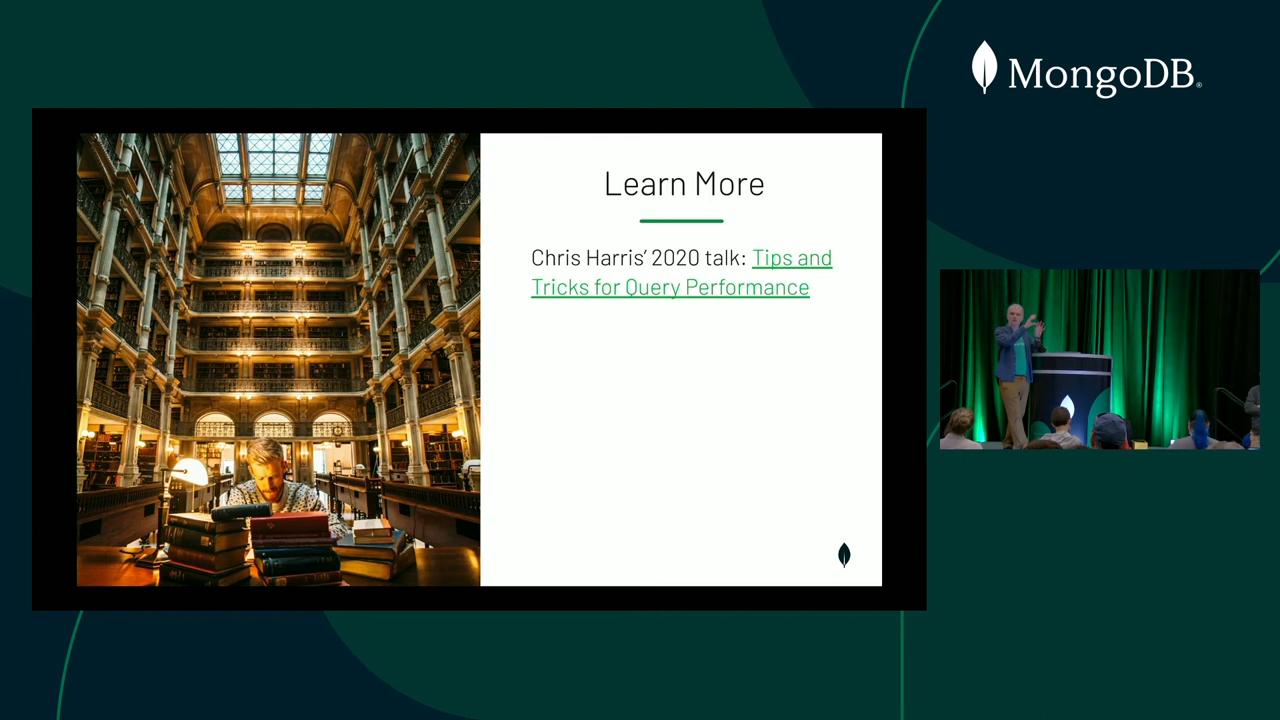 MongoDB®
Learn More
Chris Harris’ 2020 talk: Tips and
Tricks for Query Performance